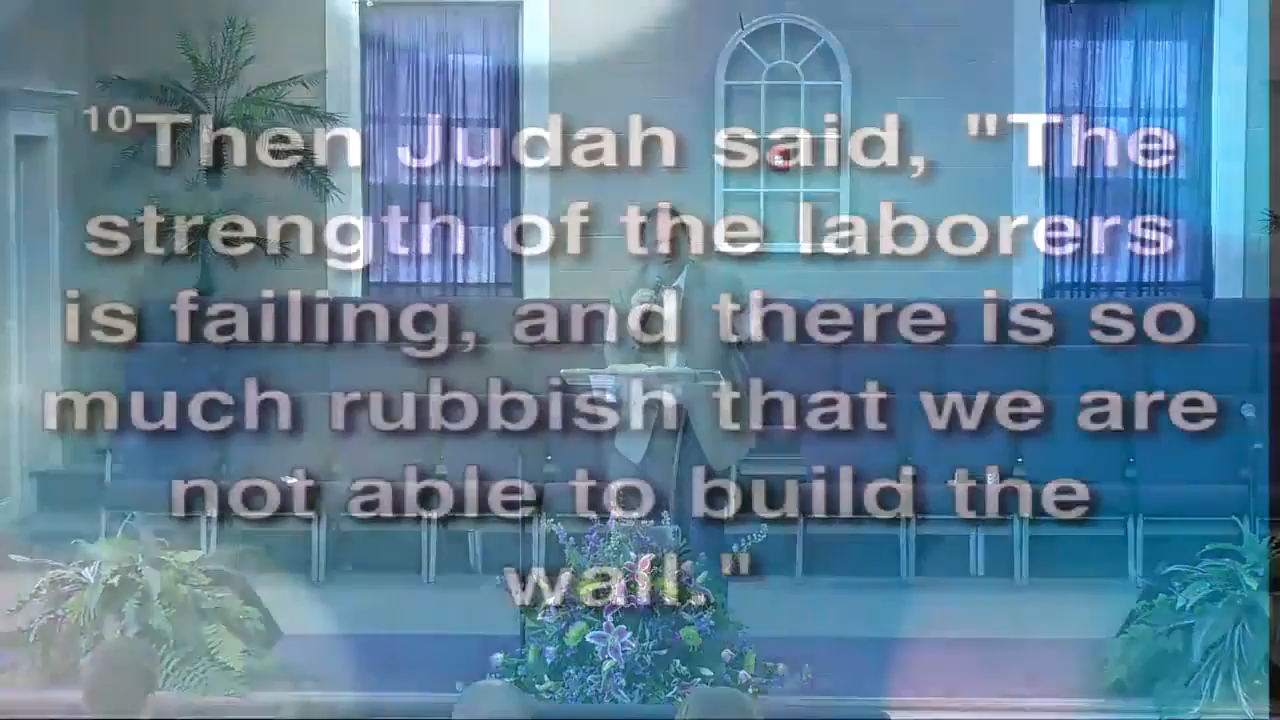 10Then Judah said, "The
strength of the laborers
is failing, and there is so
much rubbish that we are
not able to build the
wall."